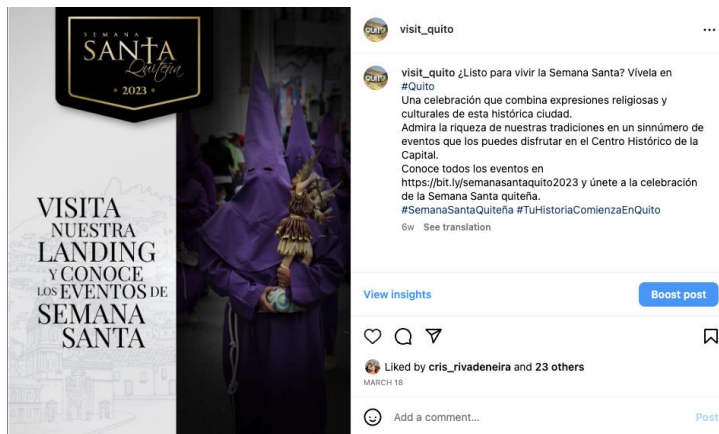 SEMANA
SANTA
Quiteña
• 2023 •
VISITA
NUESTRA
LANDING
Y CONOCE
LOS EVENTOS DE
SEMANA
SANTA
QUITO
visit_quito
...
QUITO
visit_quito ¿Listo para vivir la Semana Santa? Vívela en
#Quito
Una celebración que combina expresiones religiosas y
culturales de esta histórica ciudad.
Admira la riqueza de nuestras tradiciones en un sinnúmero de
eventos que los puedes disfrutar en el Centro Histórico de la
Capital.
Conoce todos los eventos en
https://bit.ly/semanasantaquito2023 y únete a la celebración
de la Semana Santa quiteña.
#SemanaSantaQuiteña #TuHistoriaComienzaEnQuito
6w See translation
View insights
Boost post
Liked by cris_rivadeneira and 23 others
MARCH 18
Add a comment...
Post